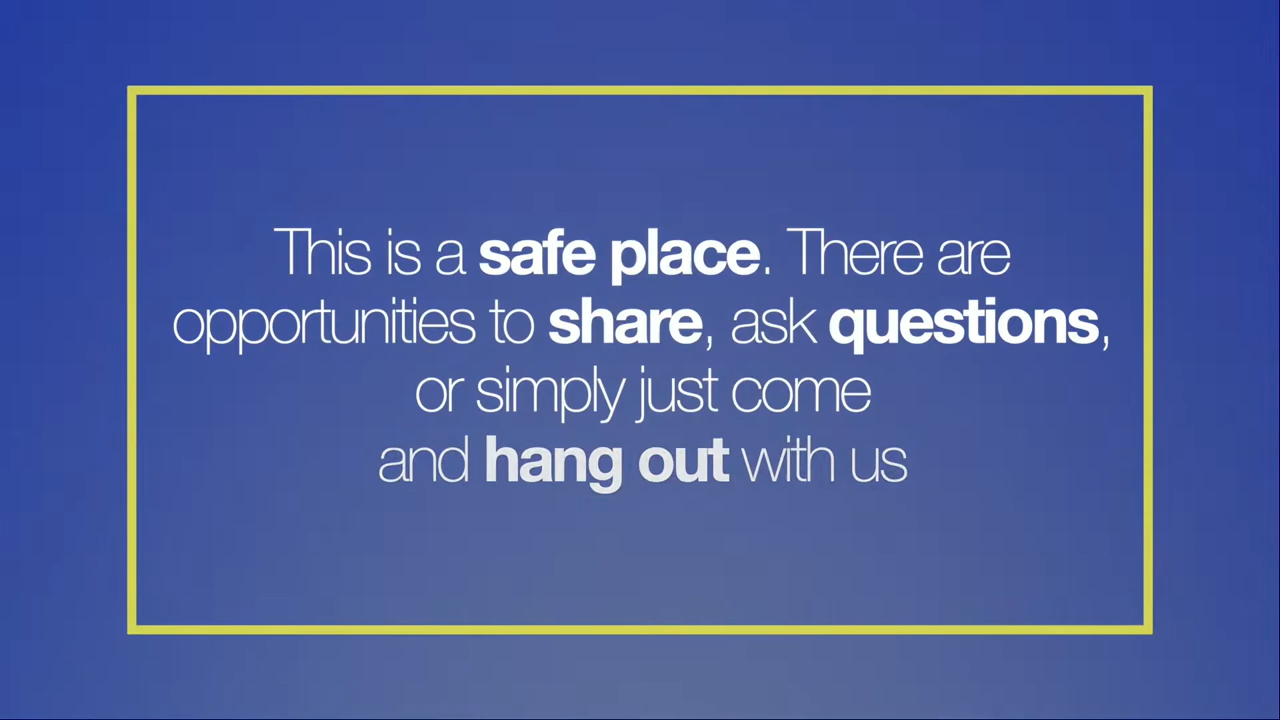 This is a safe place. There are
opportunities to share, ask questions,
or simply just come
and hang out with us